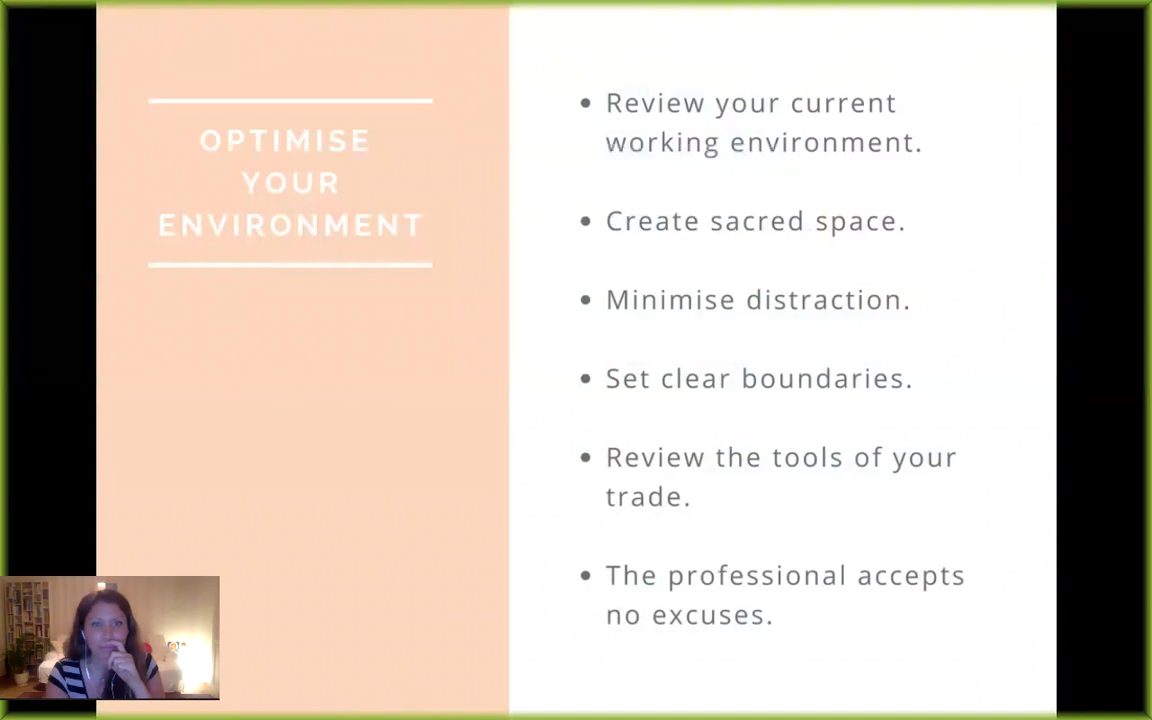 OPTIMISE
YOUR
ENVIRONMENT
• Review your current
working environment.
• Create sacred space.
• Minimise distraction.
• Set clear boundaries.
• Review the tools of your
trade.
• The professional accepts
no excuses.